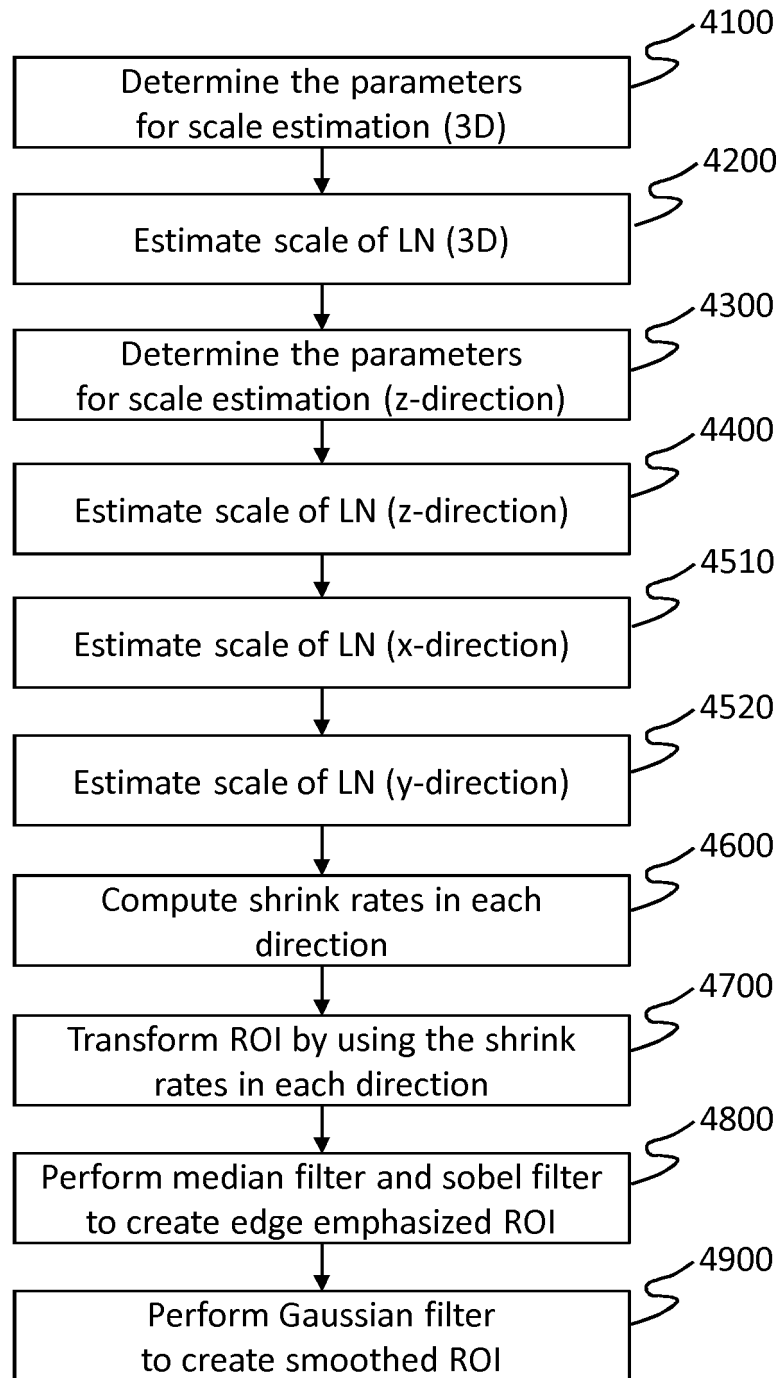 4100
Determine the parameters
for scale estimation (3D)
4200
Estimate scale of LN (3D)
4300
Determine the parameters
for scale estimation (z-direction)
4400
Estimate scale of LN (z-direction)
4510
Estimate scale of LN (x-direction)
4520
Estimate scale of LN (y-direction)
4600
Compute shrink rates in each
direction
4700
Transform ROI by using the shrink
rates in each direction
4800
Perform median filter and sobel filter
to create edge emphasized ROI
4900
Perform Gaussian filter
to create smoothed ROI